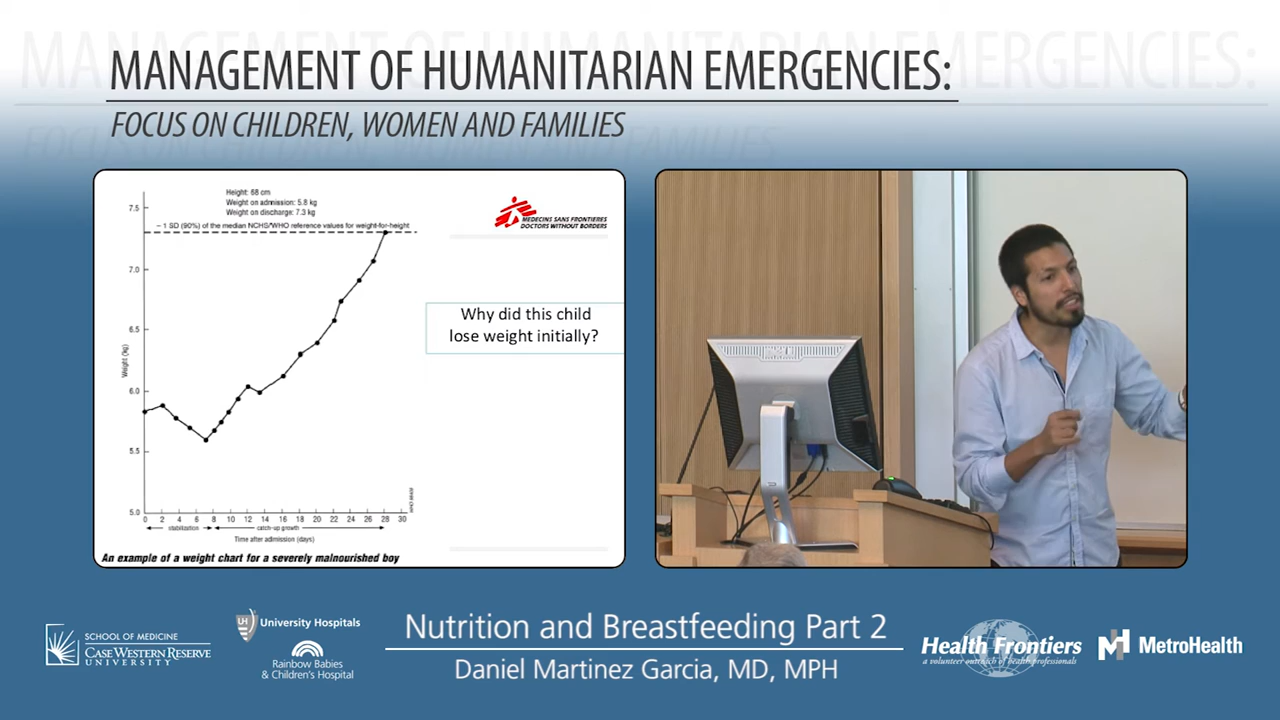 MANAGEMENT OF HUMANITARIAN EMERGENCIES:
FOCUS ON CHILDREN, WOMEN AND FAMILIES
Height: 68 cm
Weight on admission: 5.8 kg
Weight on discharge: 7.3 kg
– 1 SD (90%) of the median NCHS/WHO reference values for weight-for-height
7.5
7.0
6.5
6.0
5.5
5.0
Weight (kg)
0 2 4 6 8 10 12 14 16 18 20 22 24 26 28 30
stabilization
catch-up growth
Time after admission (days)
An example of a weight chart for a severely malnourished boy
MEDECINS SANS FRONTIERES
DOCTORS WITHOUT BORDERS
Why did this child
lose weight initially?
SCHOOL OF MEDICINE
CASE WESTERN RESERVE
UNIVERSITY
UH
University Hospitals
Rainbow Babies
& Children's Hospital
Nutrition and Breastfeeding Part 2
Daniel Martinez Garcia, MD, MPH
Health Frontiers
a volunteer outreach of health professionals
MetroHealth